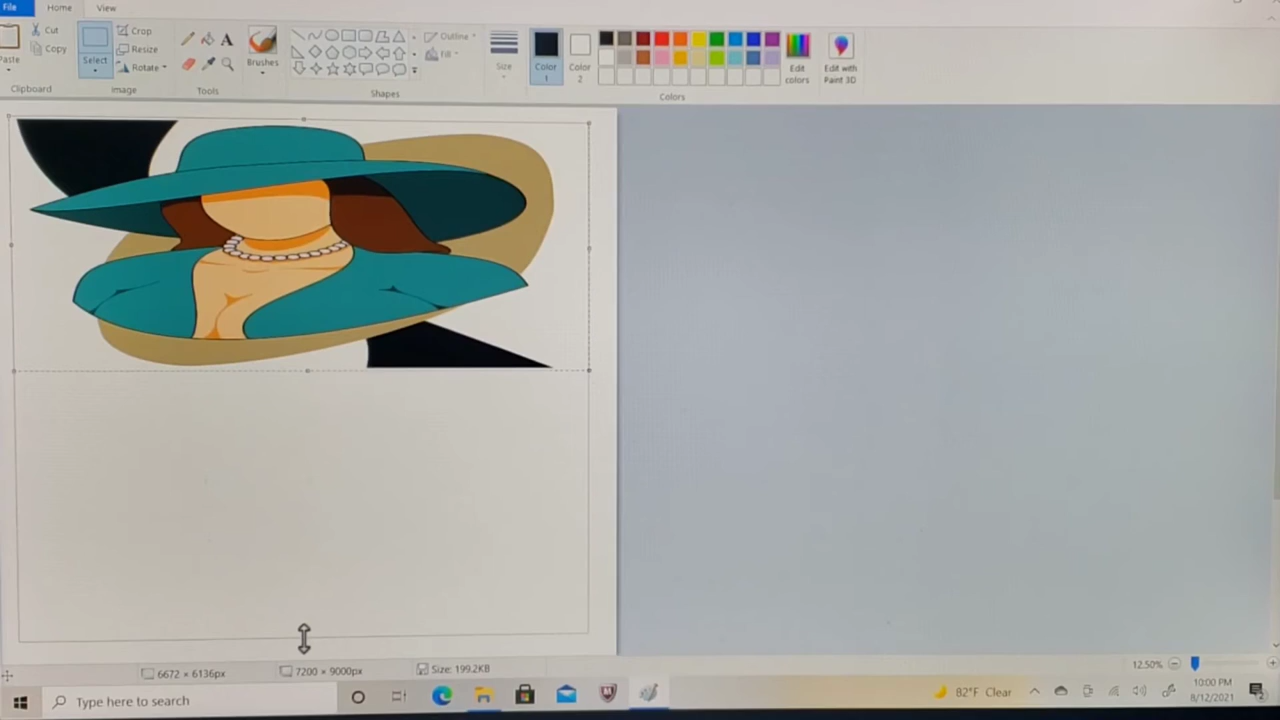 File Home View
Paste
Cut
Copy
Clipboard
Select
Crop
Resize
Rotate
Image
Tools
Brushes
Shapes
Outline
Fill
Size
Color 1
Color 2
Edit colors
Edit with Paint 3D
Colors
6672 × 6136px 7200 × 9000px Size: 199.2KB 12.50%
Type here to search
82°F Clear
10:00 PM
8/12/2021